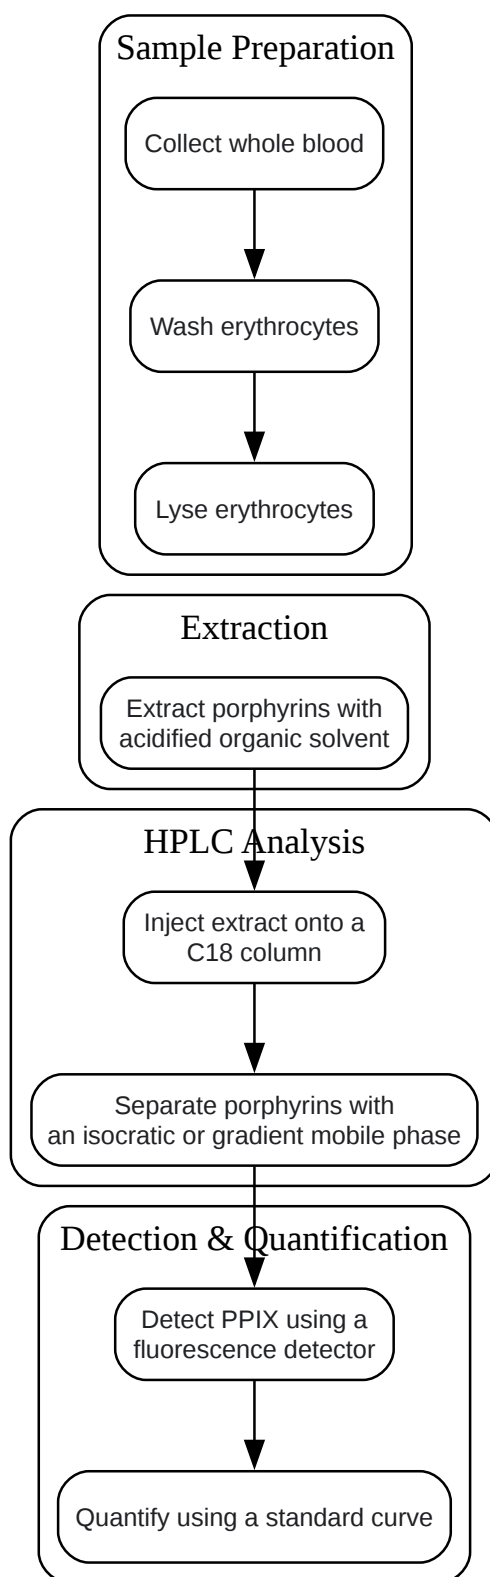 Sample Preparation
Collect whole blood
Wash erythrocytes
Lyse erythrocytes
Extraction
Extract porphyrins with
acidified organic solvent
HPLC Analysis
Inject extract onto a
C18 column
Separate porphyrins with
an isocratic or gradient mobile phase
Detection & Quantification
Detect PPIX using a
fluorescence detector
Quantify using a standard curve